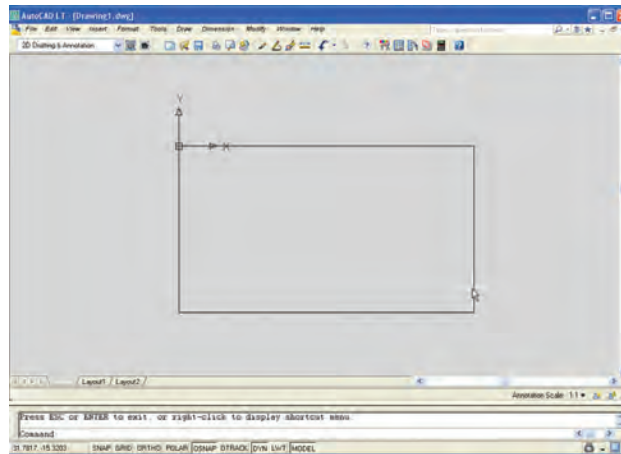 AutoCAD LT - [Drawing1.dwg]
File Edit View Insert Format Tools Draw Dimension Modify Window Help
2D Drafting & Annotation
Y
X
Layout1 / Layout2 /
Annotation Scale: 1:1
Press ESC or ENTER to exit, or right-click to display shortcut menu.
Command
SNAP GRID ORTHO POLAR OSNAP OTRACK DYN LWT MODEL